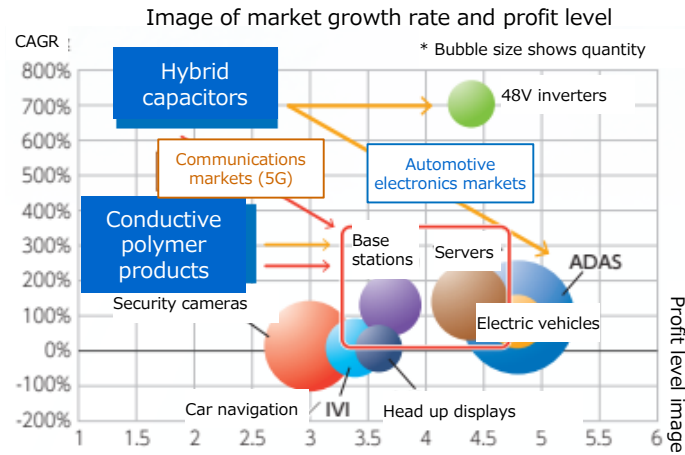 Image of market growth rate and profit level
CAGR
* Bubble size shows quantity
800%
700%
600%
500%
400%
300%
200%
100%
0%
-100%
-200%
Hybrid
capacitors
48V inverters
Communications
markets (5G)
Automotive
electronics markets
Conductive
polymer
products
Base
stations
Servers
ADAS
Security cameras
Electric vehicles
Car navigation
IVI
Head up displays
Profit level image
1 1.5 2 2.5 3 3.5 4 4.5 5 5.5 6